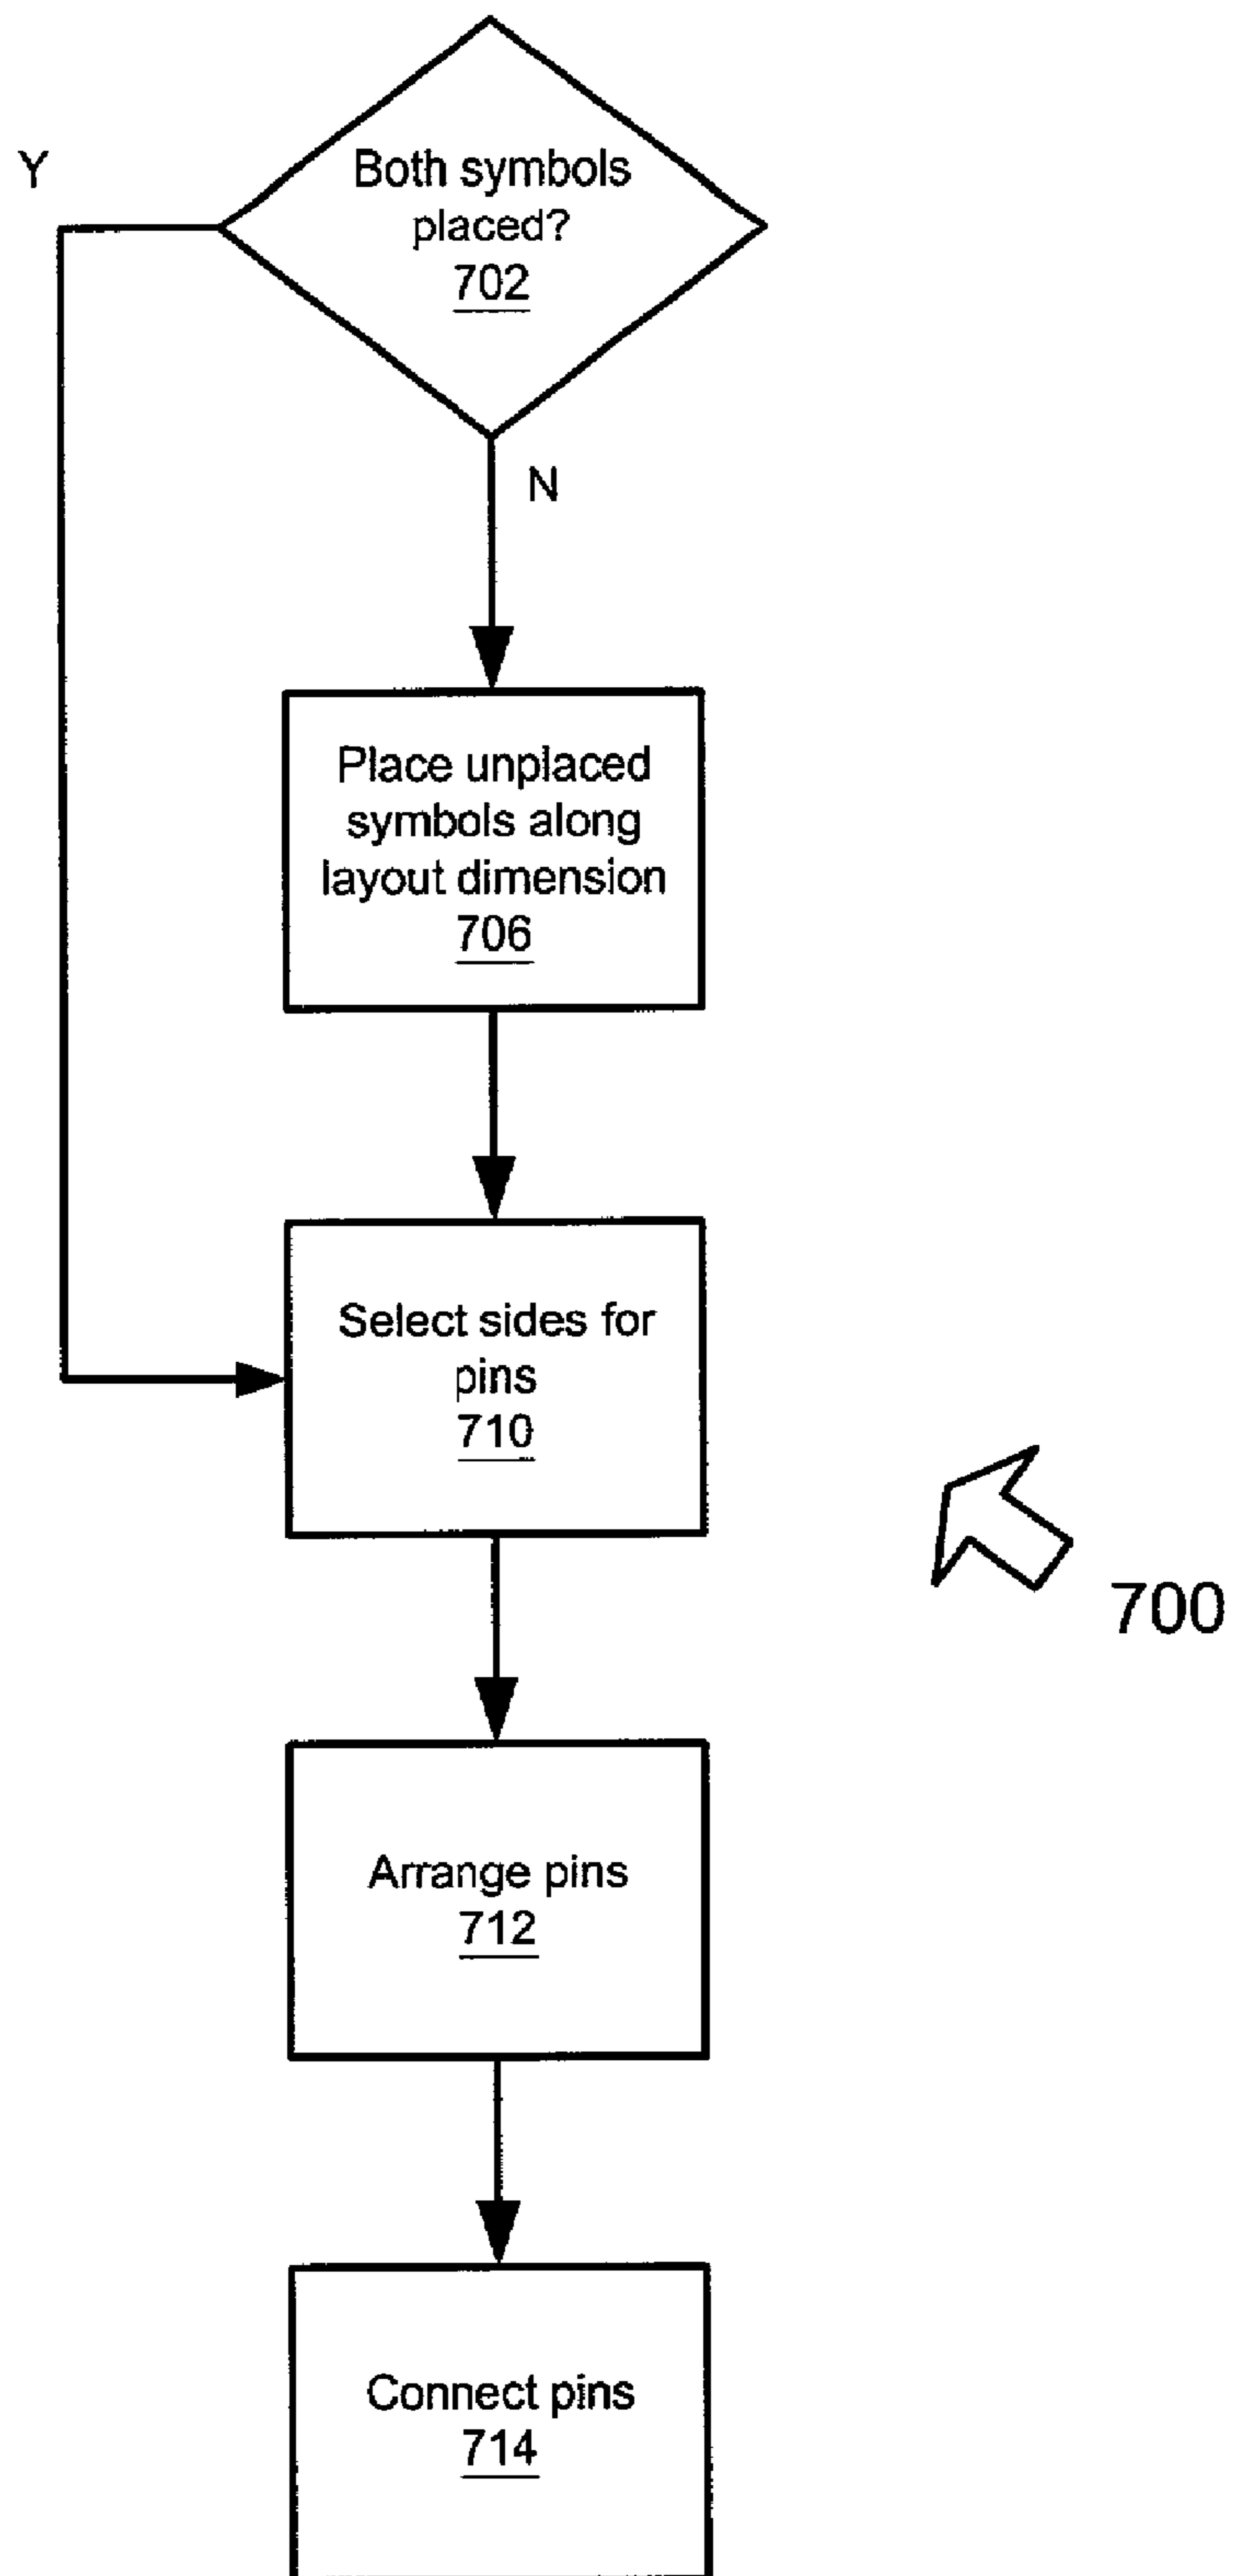 Y
Both symbols
placed?
702
N
Place unplaced
symbols along
layout dimension
706
Select sides for
pins
710
700
Arrange pins
712
Connect pins
714